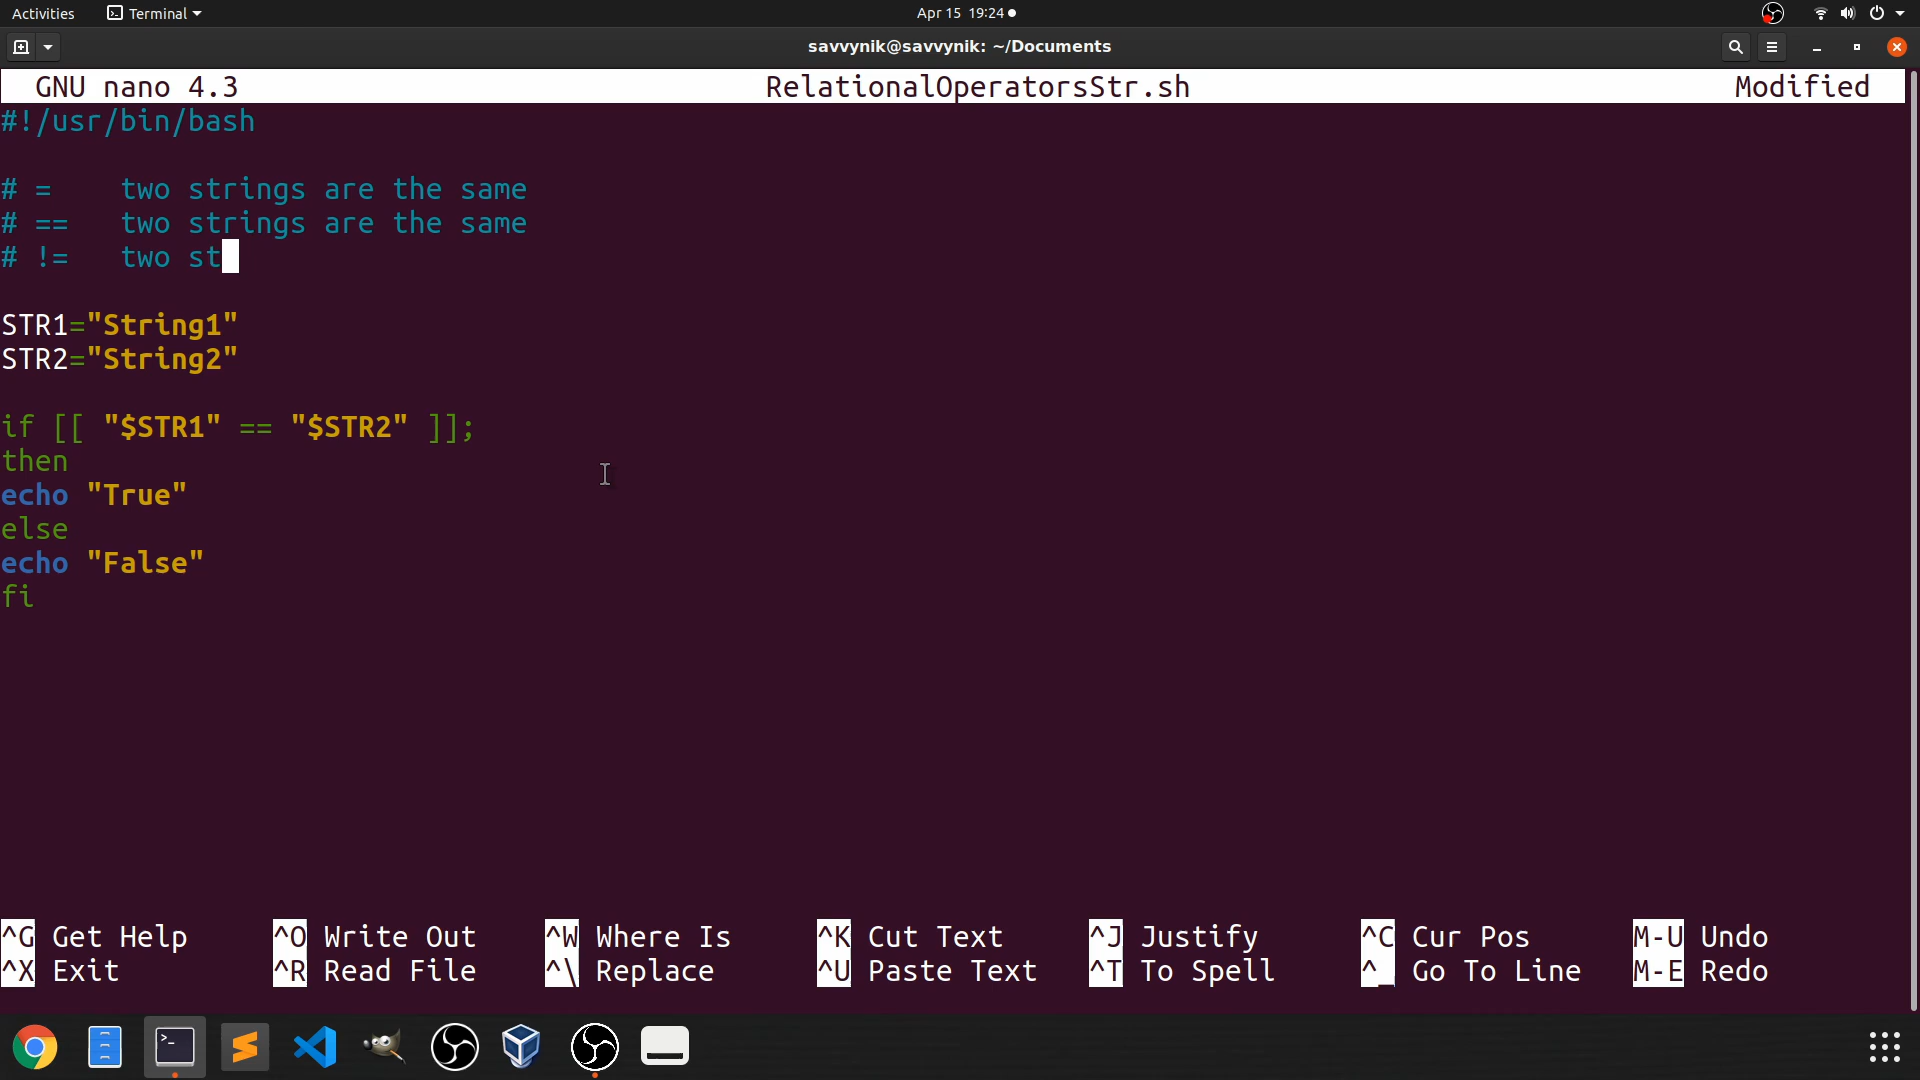 Activities Terminal Apr 15 19:24
savvynik@savvynik: ~/Documents
GNU nano 4.3 RelationalOperatorsStr.sh Modified
#!/usr/bin/bash
# = two strings are the same
# == two strings are the same
# != two st
STR1="String1"
STR2="String2"
if [[ "$STR1" == "$STR2" ]];
then
echo "True"
else
echo "False"
fi
^G Get Help ^O Write Out ^W Where Is ^K Cut Text ^J Justify ^C Cur Pos M-U Undo
^X Exit ^R Read File ^\ Replace ^U Paste Text ^T To Spell ^_ Go To Line M-E Redo